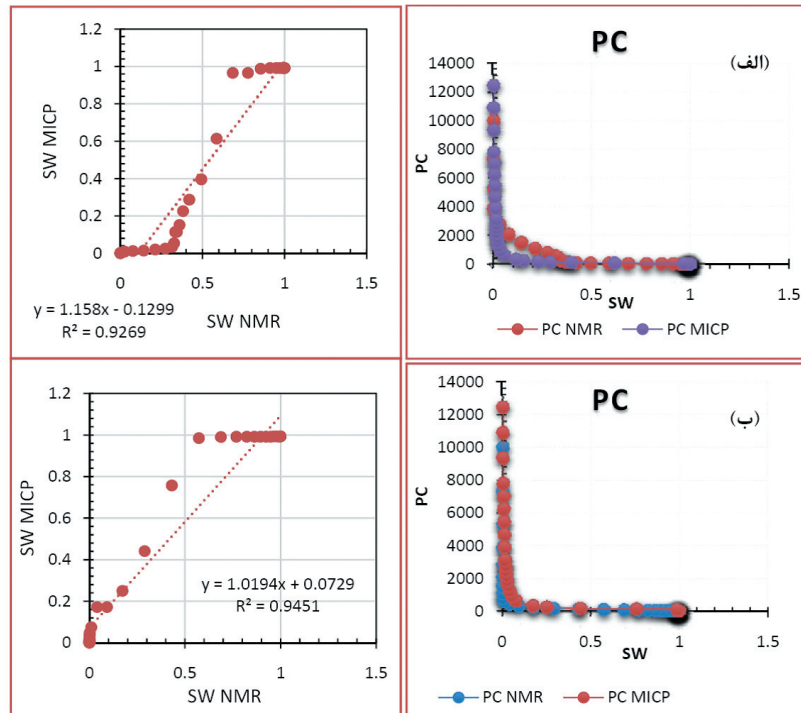 1.2
1
0.8
0.6
0.4
0.2
0
SW MICP
0 0.5 1 1.5
y = 1.158x - 0.1299
R² = 0.9269
SW NMR
PC
(الف)
14000
12000
10000
8000
6000
4000
2000
0
PC
0 0.5 1 1.5
SW
PC NMR PC MICP
1.2
1
0.8
0.6
0.4
0.2
0
SW MICP
y = 1.0194x + 0.0729
R² = 0.9451
0 0.5 1 1.5
SW NMR
PC
(ب)
14000
12000
10000
8000
6000
4000
2000
0
PC
0 0.5 1 1.5
SW
PC NMR PC MICP